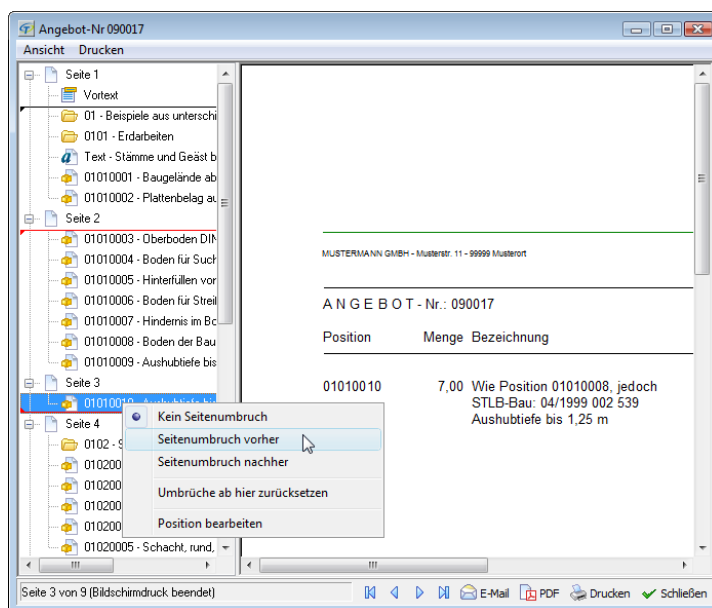 Angebot-Nr 090017
Ansicht Drucken
Seite 1
Vortext
01 - Beispiele aus unterschi
0101 - Erdarbeiten
Text - Stämme und Geäst b
01010001 - Baugelände ab
01010002 - Plattenbelag au
Seite 2
01010003 - Oberboden DIN
01010004 - Boden für Such
01010005 - Hinterfüllen vor
01010006 - Boden für Streif
01010007 - Hindernis im Bo
01010008 - Boden der Bau
01010009 - Aushubtiefe bis
Seite 3
01010010 - Aushubtiefe bis
Seite 4
0102 - S
010200
010200
010200
010200
01020005 - Schacht, rund,
Kein Seitenumbruch
Seitenumbruch vorher
Seitenumbruch nachher
Umbrüche ab hier zurücksetzen
Position bearbeiten
MUSTERMANN GMBH - Musterstr. 11 - 99999 Musterort
ANGEBOT - Nr.: 090017
Position Menge Bezeichnung
01010010 7,00 Wie Position 01010008, jedoch
STLB-Bau: 04/1999 002 539
Aushubtiefe bis 1,25 m
Seite 3 von 9 (Bildschirmdruck beendet) E-Mail PDF Drucken Schließen